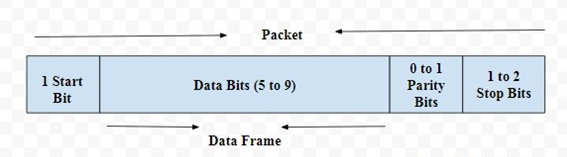 Packet
1 Start
Bit
Data Bits (5 to 9)
0 to 1
Parity
Bits
1 to 2
Stop Bits
Data Frame